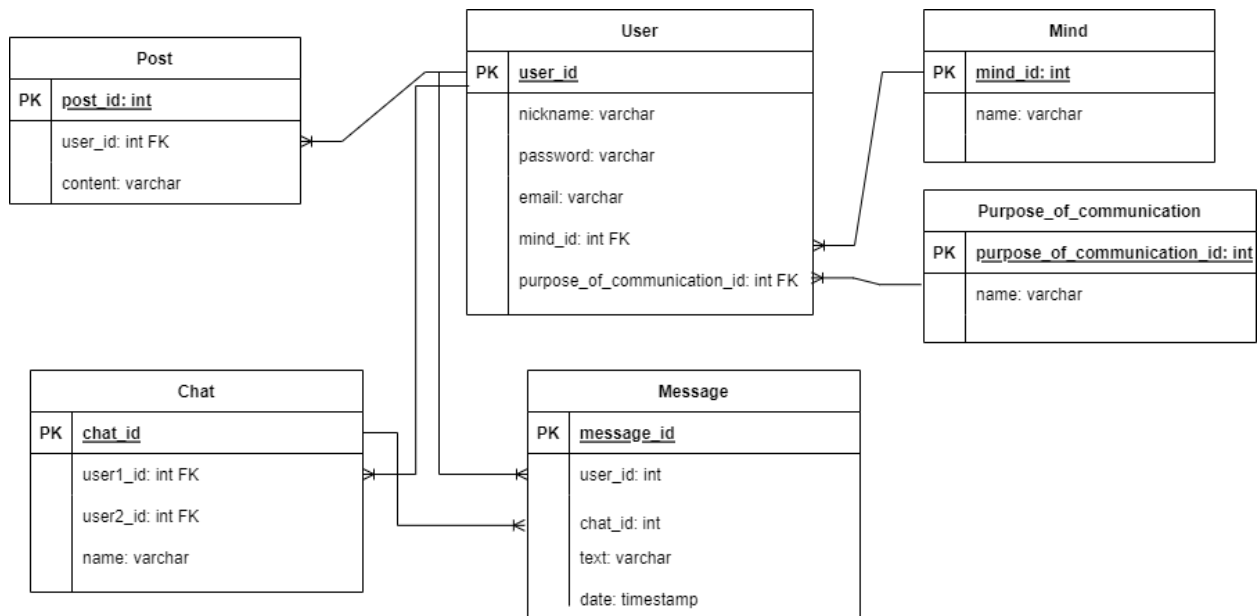 Post
PK post_id: int
user_id: int FK
content: varchar
User
PK user_id
nickname: varchar
password: varchar
email: varchar
mind_id: int FK
purpose_of_communication_id: int FK
Mind
PK mind_id: int
name: varchar
Purpose_of_communication
PK purpose_of_communication_id: int
name: varchar
Chat
PK chat_id
user1_id: int FK
user2_id: int FK
name: varchar
Message
PK message_id
user_id: int
chat_id: int
text: varchar
date: timestamp